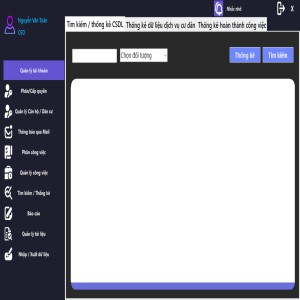 Nguyễn Văn Toàn
CEO
Nhắc nhở
X
Quản lý tài khoản
Phân/Cấp quyền
Quản lý Căn hộ / Dân cư
Thông báo qua Mail
Phân công việc
Quản lý công việc
Tìm kiếm / Thống kê
Báo cáo
Quản lý tài liệu
Nhập / Xuất dữ liệu
Tìm kiếm / thống kê CSDL
Thống kê dữ liệu dịch vụ cư dân
Thống kê hoàn thành công việc
Chọn đối tượng
Thống kê
Tìm kiếm